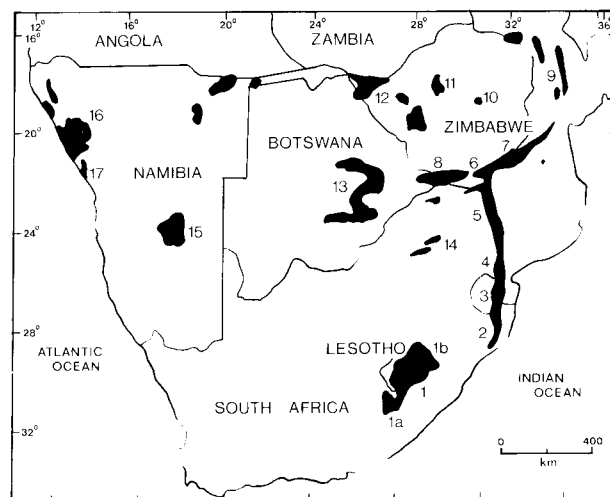 12° 16° 20° 24° 28° 32° 36°
16°
ANGOLA
ZAMBIA
9
11
12
10
16
ZIMBABWE
20°
BOTSWANA
7
17
NAMIBIA
8
6
13
5
15
24°
14
4
3
28°
2
LESOTHO
1b
ATLANTIC
OCEAN
1
INDIAN
OCEAN
SOUTH AFRICA
1a
32°
0 200 400
km